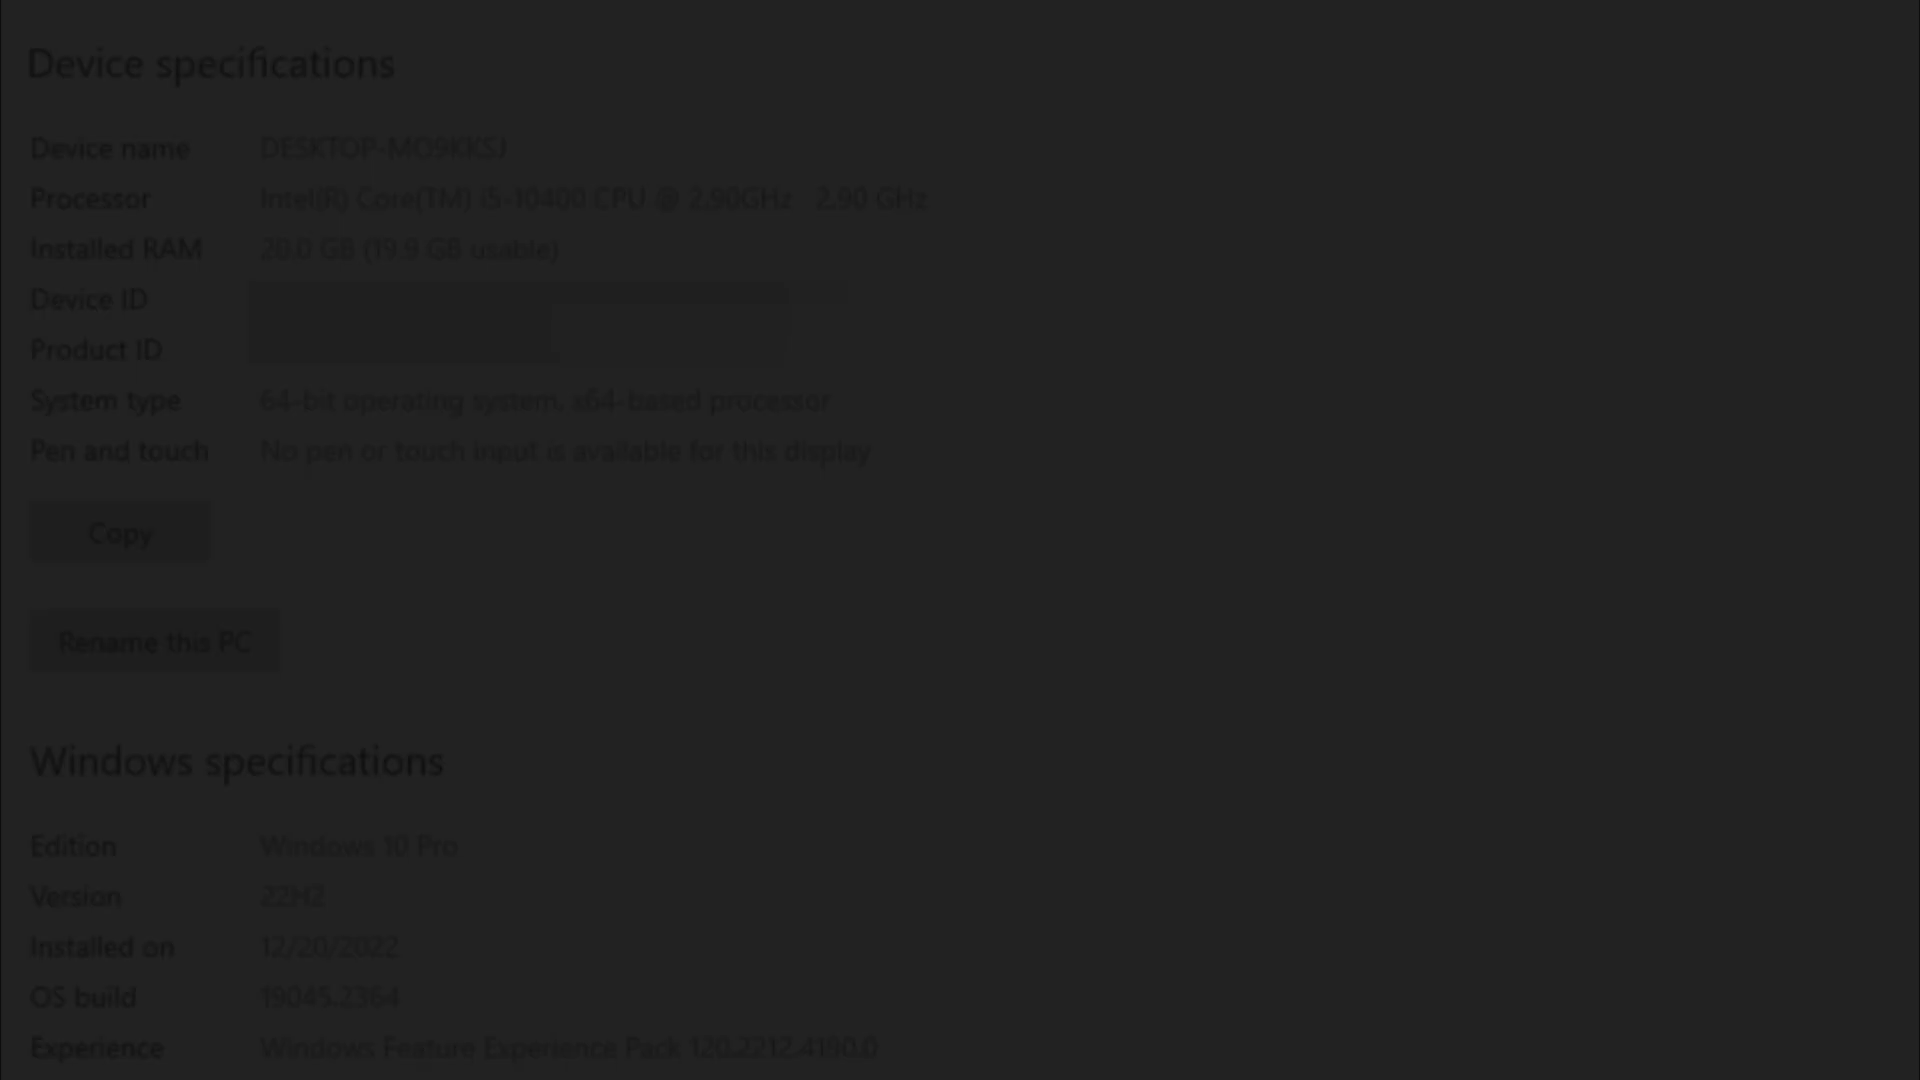 Device specifications
Device name DESKTOP-MO9KKSJ
Processor Intel(R) Core(TM) i5-10400 CPU @ 2.90GHz 2.90 GHz
Installed RAM 20.0 GB (19.9 GB usable)
Device ID
Product ID
System type 64-bit operating system, x64-based processor
Pen and touch No pen or touch input is available for this display
Copy
Rename this PC
Windows specifications
Edition Windows 10 Pro
Version 22H2
Installed on 12/20/2022
OS build 19045.2364
Experience Windows Feature Experience Pack 120.2212.4190.0